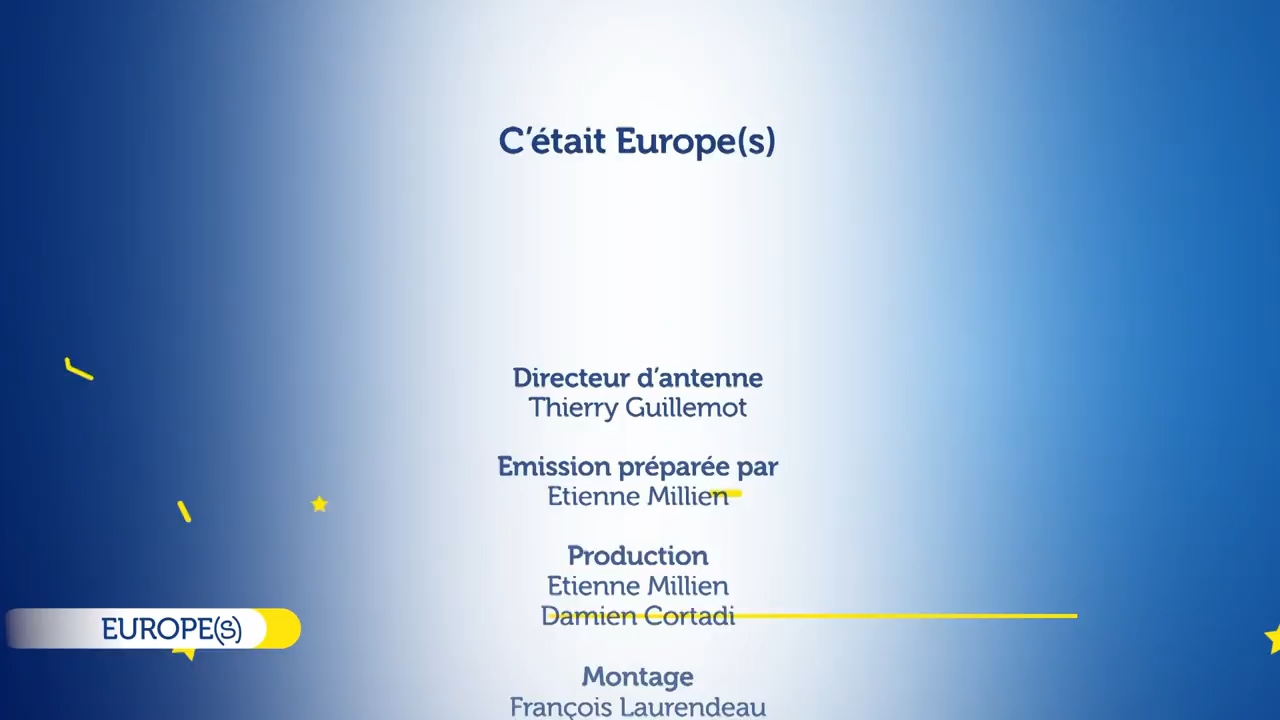 C’était Europe(s)
Directeur d’antenne
Thierry Guillemot
Emission préparée par
Etienne Millien
Production
Etienne Millien
Damien Cortadi
EUROPE(S)
Montage
François Laurendeau